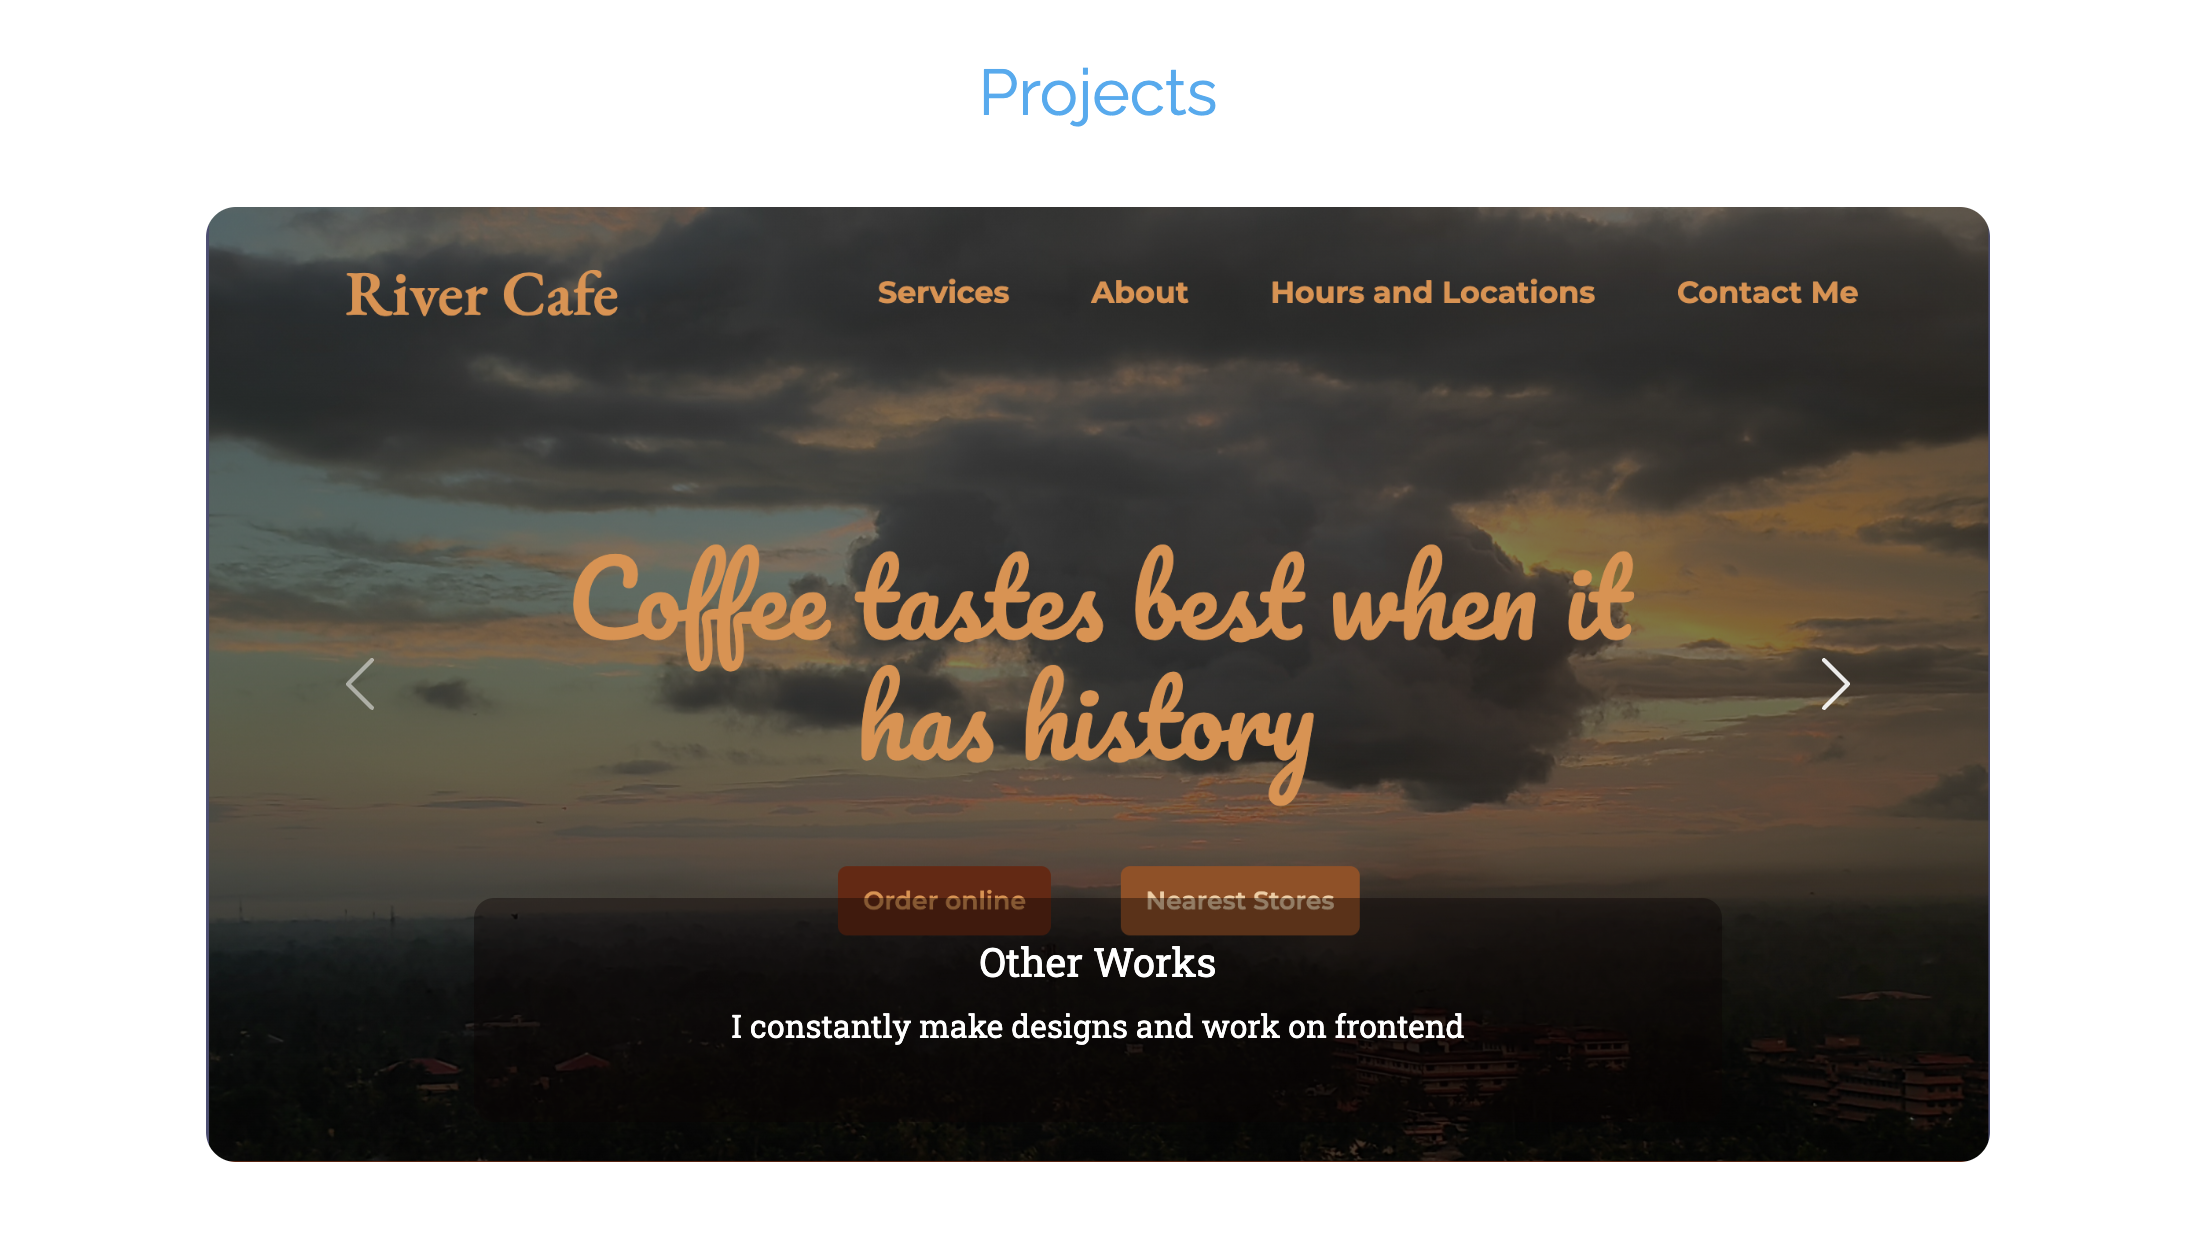 Projects
River Cafe
Services
About
Hours and Locations
Contact Me
Coffee tastes best when it
has history
Order online
Nearest Stores
Other Works
I constantly make designs and work on frontend